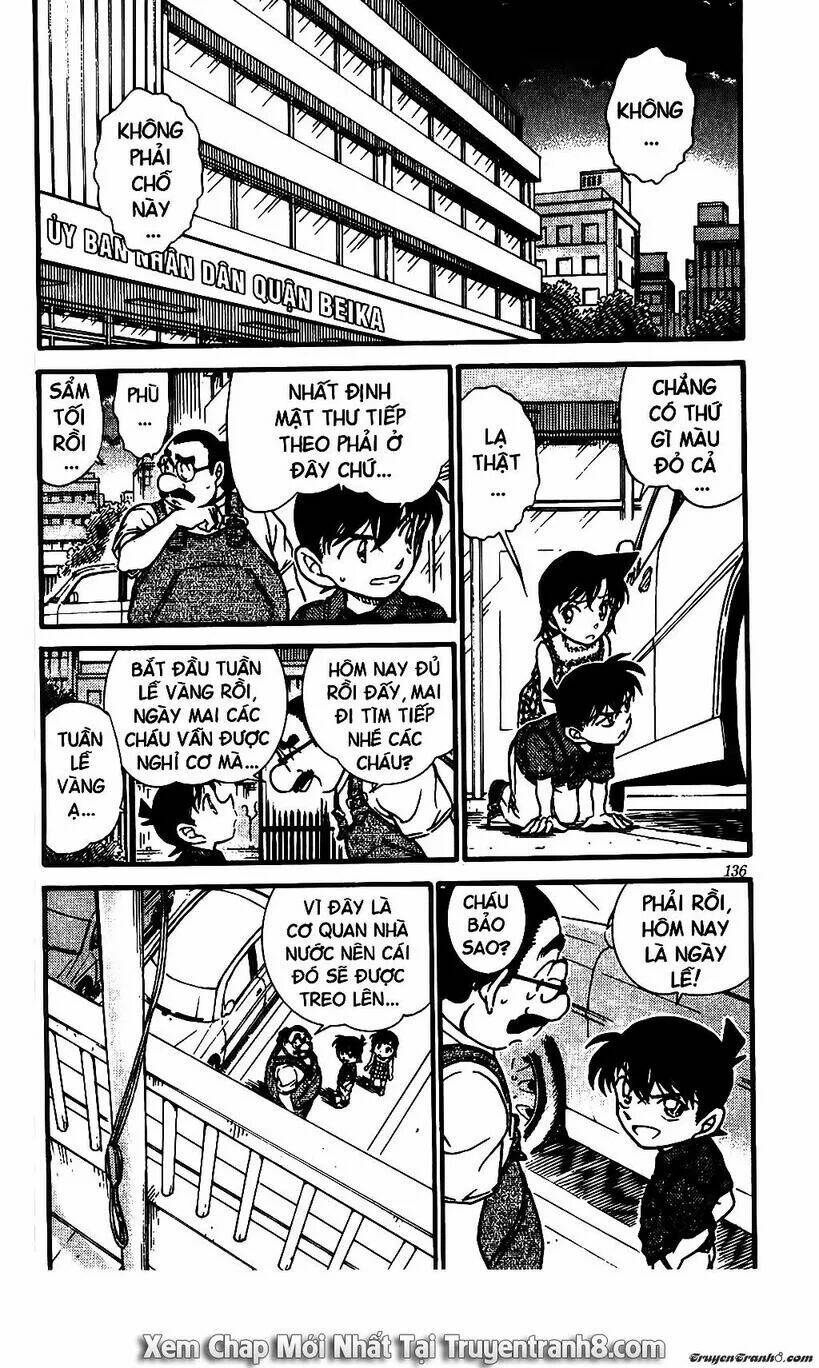 KHÔNG
...
KHÔNG
PHẢI
CHỖ
NÀY
...
ỦY BAN NHÂN DÂN QUẬN BEIKA
CHẲNG
CÓ THỨ
GÌ MÀU
ĐỎ CẢ
...
LẠ
THẬT
...
NHẤT ĐỊNH
MẬT THƯ TIẾP
THEO PHẢI Ở
ĐÂY CHỨ...
PHÙ
...
SẨM
TỐI
RỒI
...
HÔM NAY ĐỦ
RỒI ĐẤY, MAI
ĐI TÌM TIẾP
NHÉ CÁC
CHÁU?
BẮT ĐẦU TUẦN
LỄ VÀNG RỒI,
NGÀY MAI CÁC
CHÁU VẪN ĐƯỢC
NGHỈ CƠ MÀ...
TUẦN
LỄ
VÀNG
Ạ...
136
PHẢI RỒI,
HÔM NAY
LÀ NGÀY
LỄ!
CHÁU
BẢO
SAO?
VÌ ĐÂY LÀ
CƠ QUAN NHÀ
NƯỚC NÊN CÁI
ĐÓ SẼ ĐƯỢC
TREO LÊN...
Xem Chap Mới Nhất Tại Truyentranh8.com
TruyenTranh8.com